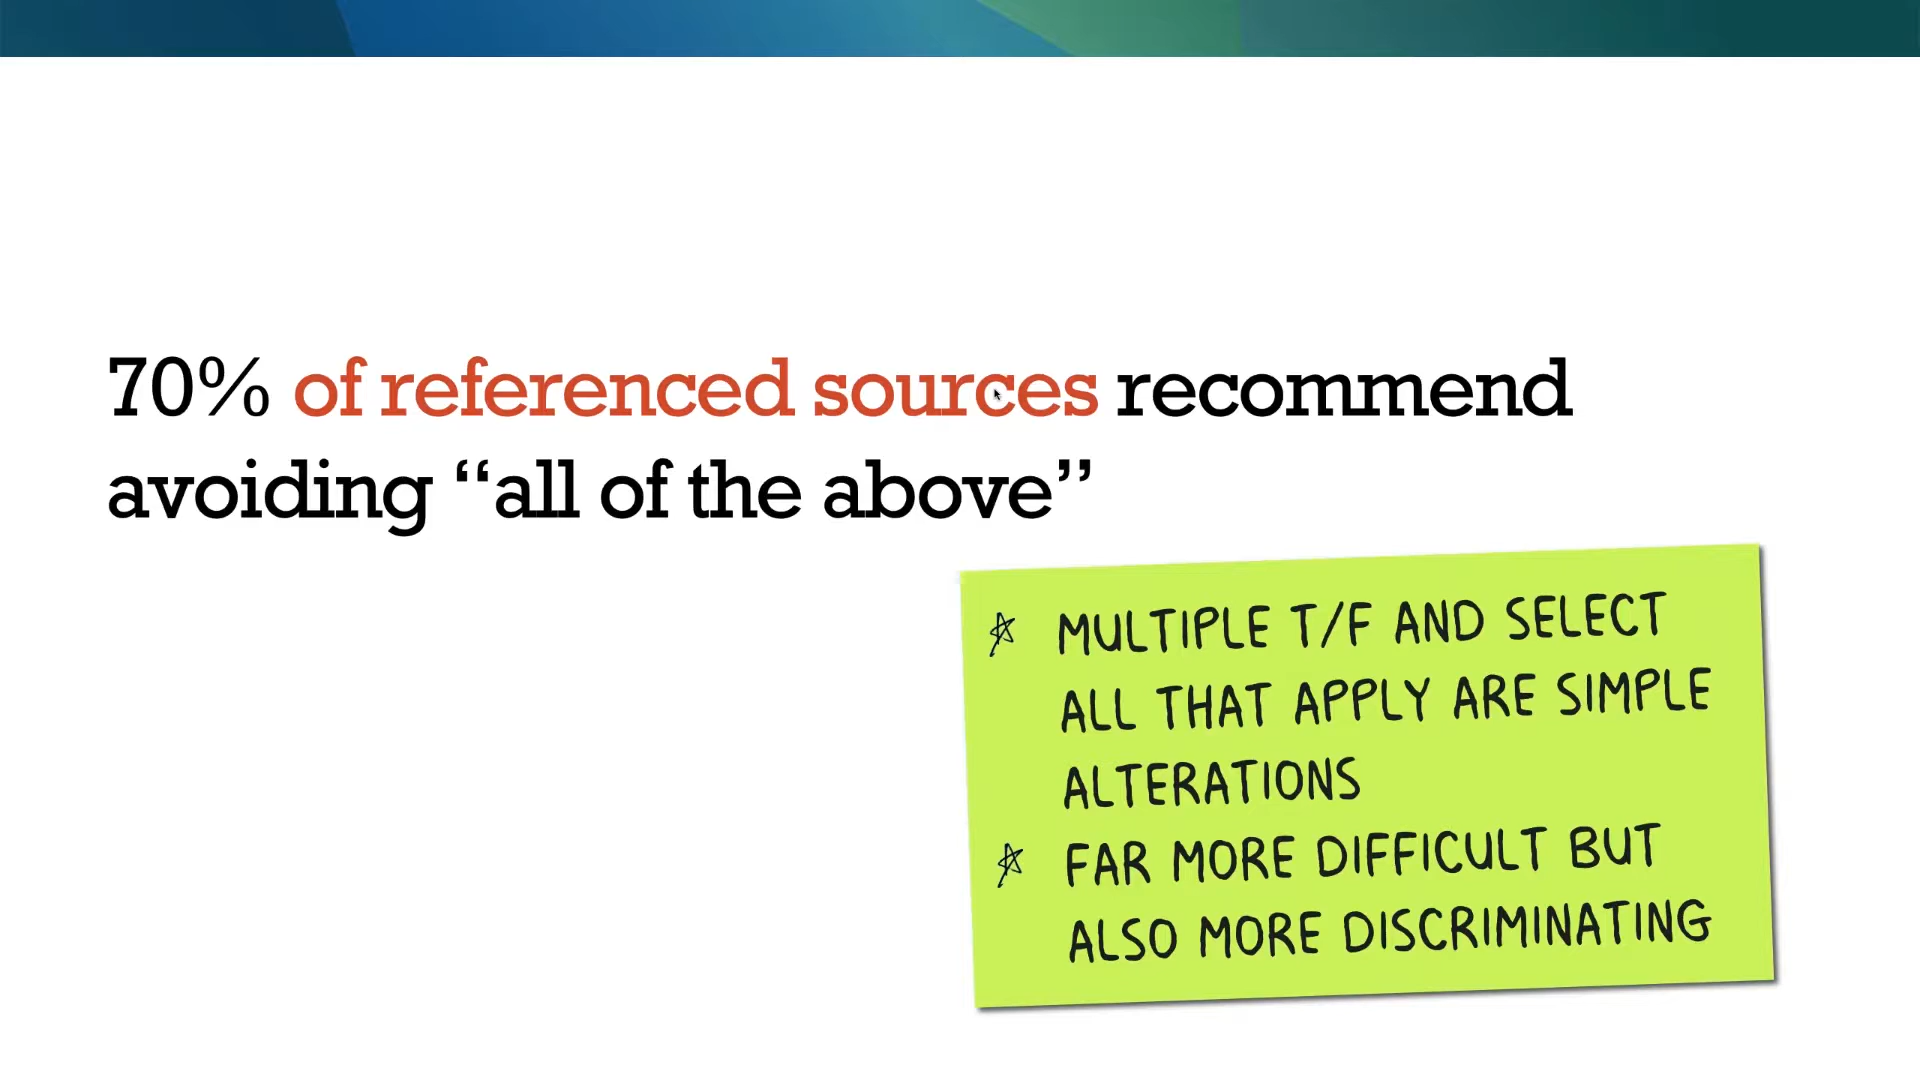 70% of referenced sources recommend
avoiding “all of the above”
MULTIPLE T/F AND SELECT
ALL THAT APPLY ARE SIMPLE
ALTERATIONS
FAR MORE DIFFICULT BUT
ALSO MORE DISCRIMINATING